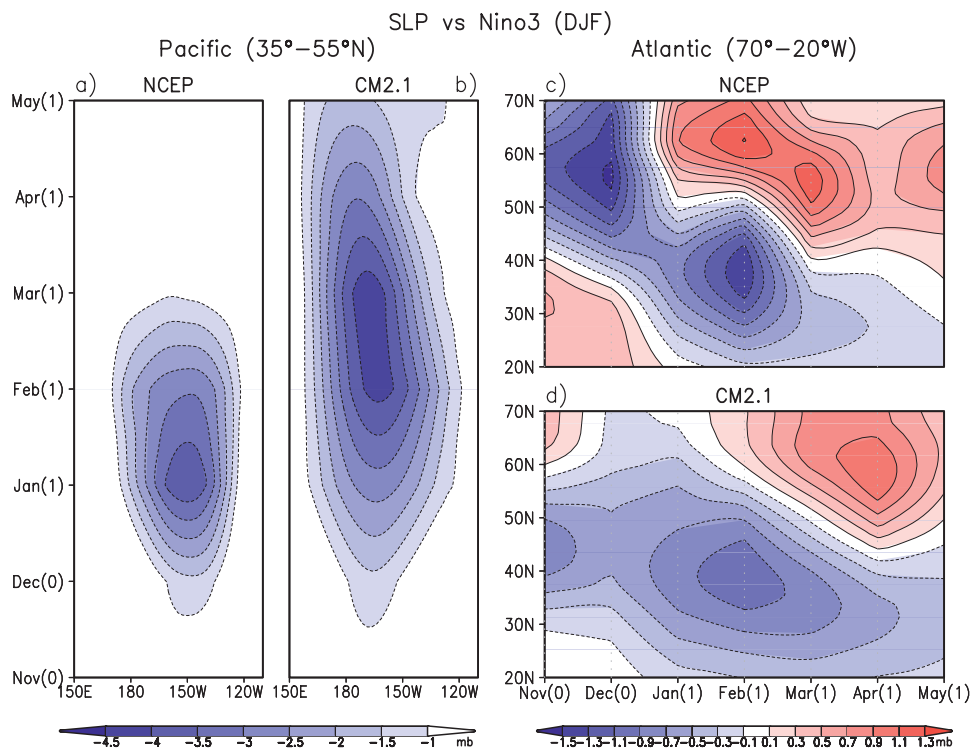 SLP vs Nino3 (DJF)
Pacific (35°–55°N)
Atlantic (70°–20°W)
a) NCEP
CM2.1 b)
c) NCEP
May(1)
Apr(1)
Mar(1)
Feb(1)
Jan(1)
Dec(0)
Nov(0)
150E 180 150W 120W
150E 180 150W 120W
70N
60N
50N
40N
30N
20N
d) CM2.1
70N
60N
50N
40N
30N
20N
Nov(0) Dec(0) Jan(1) Feb(1) Mar(1) Apr(1) May(1)
−4.5 −4 −3.5 −3 −2.5 −2 −1.5 −1 mb
−1.5 −1.3 −1.1 −0.9 −0.7 −0.5 −0.3 −0.1 0.1 0.3 0.5 0.7 0.9 1.1 1.3mb